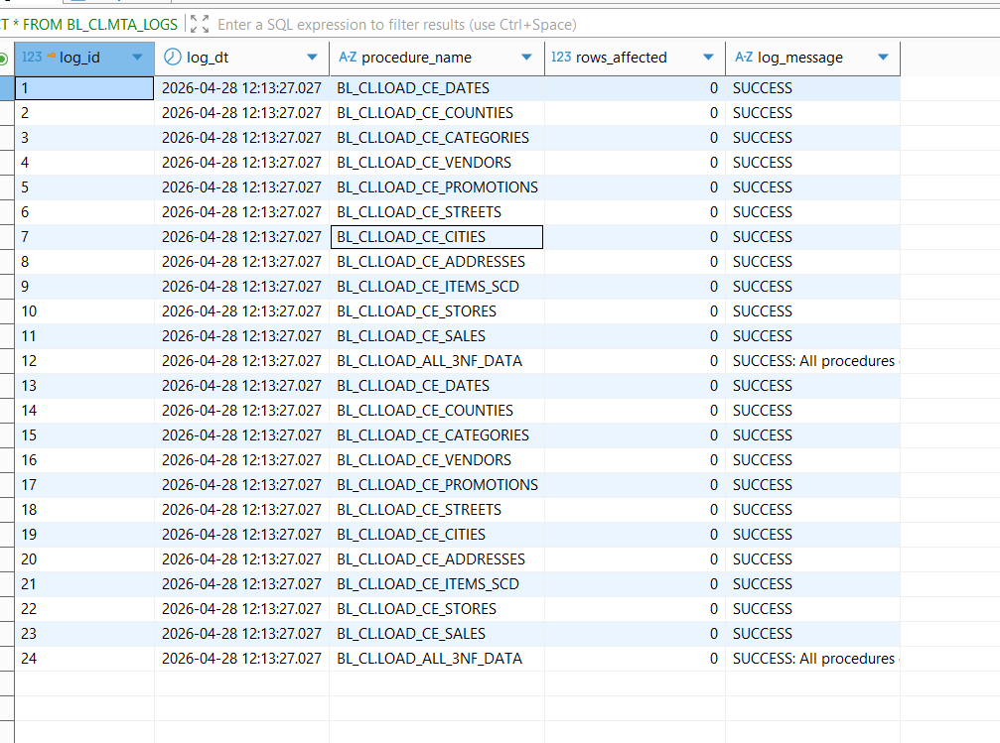 T * FROM BL_CL.MTA_LOGS Enter a SQL expression to filter results (use Ctrl+Space)
123 log_id log_dt A-Z procedure_name 123 rows_affected A-Z log_message
1 2026-04-28 12:13:27.027 BL_CL.LOAD_CE_DATES 0 SUCCESS
2 2026-04-28 12:13:27.027 BL_CL.LOAD_CE_COUNTIES 0 SUCCESS
3 2026-04-28 12:13:27.027 BL_CL.LOAD_CE_CATEGORIES 0 SUCCESS
4 2026-04-28 12:13:27.027 BL_CL.LOAD_CE_VENDORS 0 SUCCESS
5 2026-04-28 12:13:27.027 BL_CL.LOAD_CE_PROMOTIONS 0 SUCCESS
6 2026-04-28 12:13:27.027 BL_CL.LOAD_CE_STREETS 0 SUCCESS
7 2026-04-28 12:13:27.027 BL_CL.LOAD_CE_CITIES 0 SUCCESS
8 2026-04-28 12:13:27.027 BL_CL.LOAD_CE_ADDRESSES 0 SUCCESS
9 2026-04-28 12:13:27.027 BL_CL.LOAD_CE_ITEMS_SCD 0 SUCCESS
10 2026-04-28 12:13:27.027 BL_CL.LOAD_CE_STORES 0 SUCCESS
11 2026-04-28 12:13:27.027 BL_CL.LOAD_CE_SALES 0 SUCCESS
12 2026-04-28 12:13:27.027 BL_CL.LOAD_ALL_3NF_DATA 0 SUCCESS: All procedures
13 2026-04-28 12:13:27.027 BL_CL.LOAD_CE_DATES 0 SUCCESS
14 2026-04-28 12:13:27.027 BL_CL.LOAD_CE_COUNTIES 0 SUCCESS
15 2026-04-28 12:13:27.027 BL_CL.LOAD_CE_CATEGORIES 0 SUCCESS
16 2026-04-28 12:13:27.027 BL_CL.LOAD_CE_VENDORS 0 SUCCESS
17 2026-04-28 12:13:27.027 BL_CL.LOAD_CE_PROMOTIONS 0 SUCCESS
18 2026-04-28 12:13:27.027 BL_CL.LOAD_CE_STREETS 0 SUCCESS
19 2026-04-28 12:13:27.027 BL_CL.LOAD_CE_CITIES 0 SUCCESS
20 2026-04-28 12:13:27.027 BL_CL.LOAD_CE_ADDRESSES 0 SUCCESS
21 2026-04-28 12:13:27.027 BL_CL.LOAD_CE_ITEMS_SCD 0 SUCCESS
22 2026-04-28 12:13:27.027 BL_CL.LOAD_CE_STORES 0 SUCCESS
23 2026-04-28 12:13:27.027 BL_CL.LOAD_CE_SALES 0 SUCCESS
24 2026-04-28 12:13:27.027 BL_CL.LOAD_ALL_3NF_DATA 0 SUCCESS: All procedures